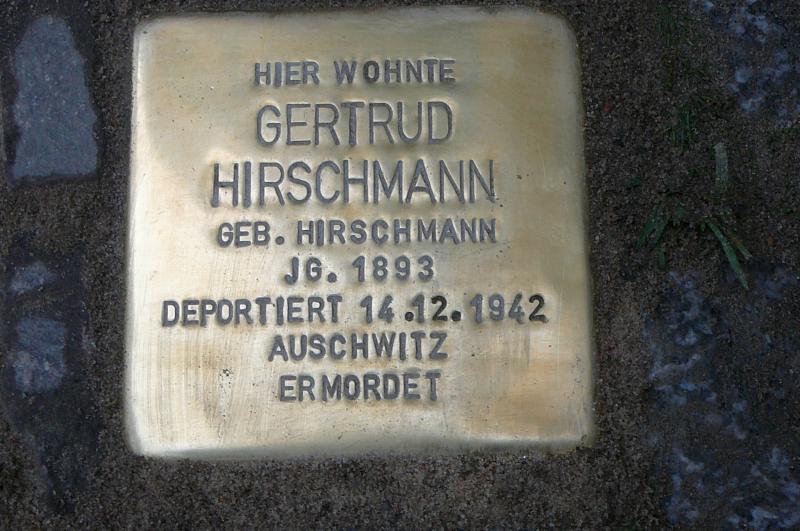 HIER WOHNTE
GERTRUD
HIRSCHMANN
GEB. HIRSCHMANN
JG. 1893
DEPORTIERT 14.12.1942
AUSCHWITZ
ERMORDET